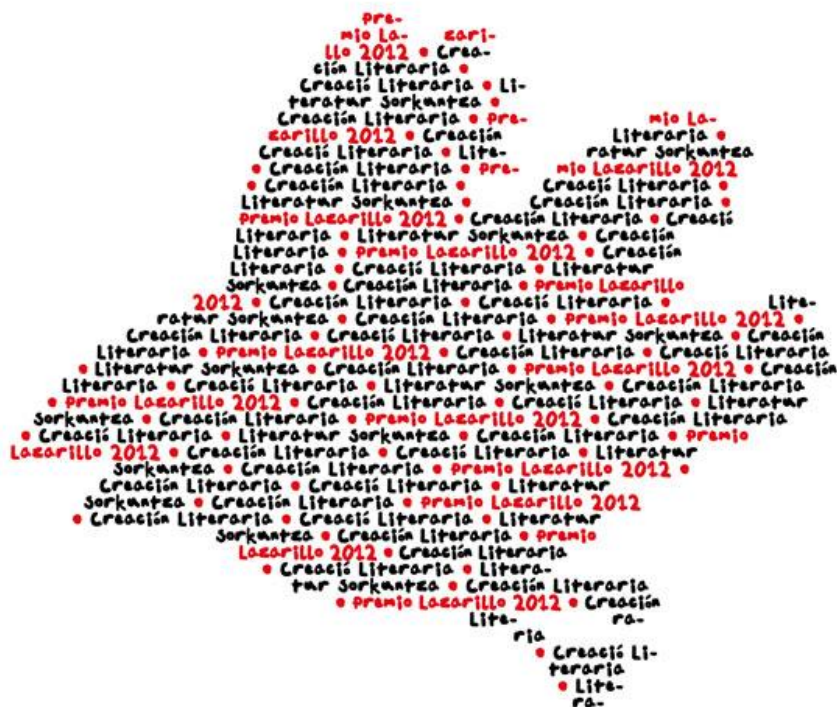 Pre-
mio La- zari-
llo 2012 • Crea-
ción Literaria •
Creació Literaria • Li-
teratur Sorkuntza •
Creación Literaria • Pre- mio La-
zarillo 2012 • Creación Literaria •
Creació Literaria • Lite- ratur Sorkuntza
• Creación Literaria • Pre- mio Lazarillo 2012
• Creación Literaria • Creació Literaria •
Literatur Sorkuntza • Creación Literaria •
Premio Lazarillo 2012 • Creación Literaria • Creació
Literaria • Literatur Sorkuntza • Creación
Literaria • Premio Lazarillo 2012 • Creación
Literaria • Creació Literaria • Literatur
Sorkuntza • Creación Literaria • Premio Lazarillo
2012 • Creación Literaria • Creació Literaria • Lite-
ratur Sorkuntza • Creación Literaria • Premio Lazarillo 2012 •
Creación Literaria • Creació Literaria • Literatur Sorkuntza • Creación
Literaria • Premio Lazarillo 2012 • Creación Literaria • Creació Literaria
• Literatur Sorkuntza • Creación Literaria • Premio Lazarillo 2012 • Creación
Literaria • Creació Literaria • Literatur Sorkuntza • Creación Literaria
• Premio Lazarillo 2012 • Creación Literaria • Creació Literaria • Literatur
Sorkuntza • Creación Literaria • Premio Lazarillo 2012 • Creación Literaria
• Creació Literaria • Literatur Sorkuntza • Creación Literaria • Premio
Lazarillo 2012 • Creación Literaria • Creació Literaria • Literatur
Sorkuntza • Creación Literaria • Premio Lazarillo 2012 •
Creación Literaria • Creació Literaria • Literatur
Sorkuntza • Creación Literaria • Premio Lazarillo 2012
• Creación Literaria • Creació Literaria • Literatur
Sorkuntza • Creación Literaria • Premio
Lazarillo 2012 • Creación Literaria
• Creació Literaria • Litera-
tur Sorkuntza • Creación Literaria
• Premio Lazarillo 2012 • Creación
Lite- ra-
ria
• Creació Li-
teraria
• Lite-
ra-